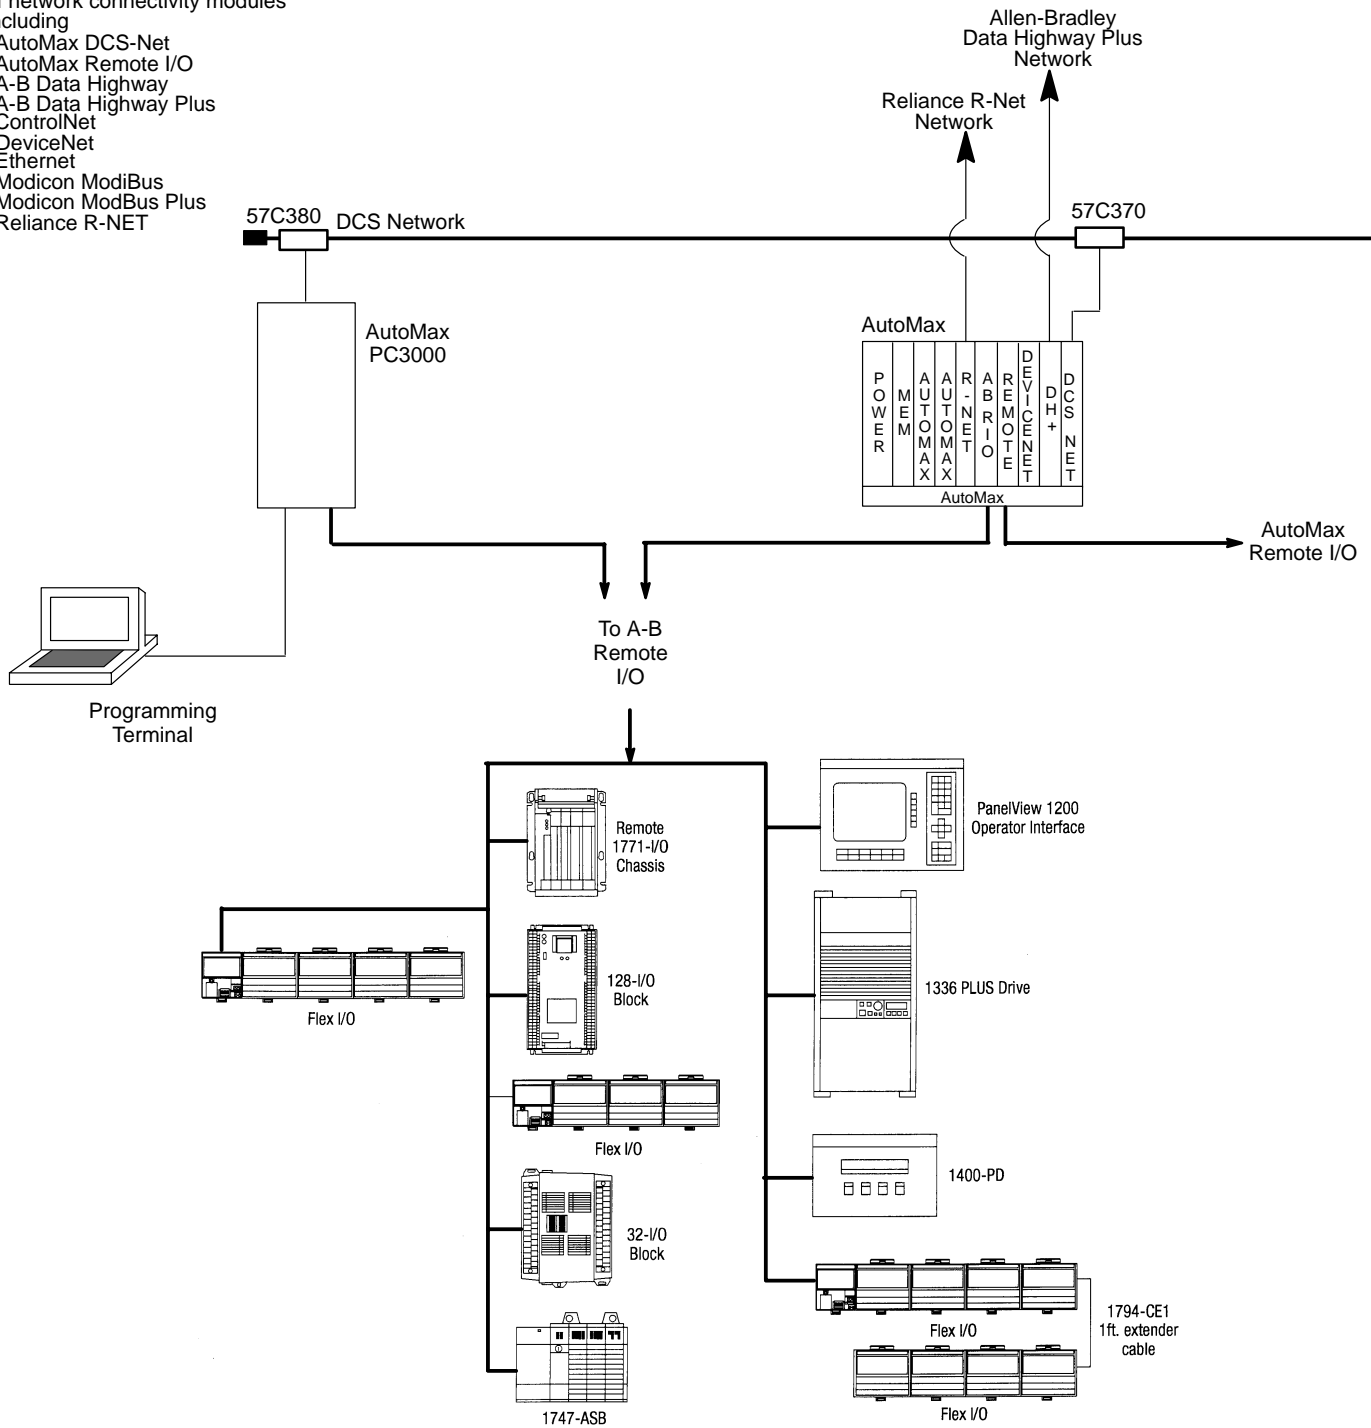 network connectivity modules
AutoMax DCS-Net
AutoMax Remote I/O
A-B Data Highway
A-B Data Highway Plus
ControlNet
DeviceNet
Ethernet
Modicon ModiBus
Modicon ModBus Plus
Reliance R-NET
Allen-Bradley
Data Highway Plus
Network
Reliance R-Net
Network
57C380
DCS Network
57C370
AutoMax
PC3000
AutoMax
POWER
MEM
AUTOMAX
AUTOMAX
R-NET
AB RIO
REMOTE
DEVICENET
DH+
DCS NET
AutoMax
AutoMax
Remote I/O
To A-B
Remote
I/O
Programming
Terminal
Remote
1771-I/O
Chassis
PanelView 1200
Operator Interface
Flex I/O
128-I/O
Block
1336 PLUS Drive
Flex I/O
1400-PD
32-I/O
Block
Flex I/O
1794-CE1
1ft. extender
cable
1747-ASB
Flex I/O